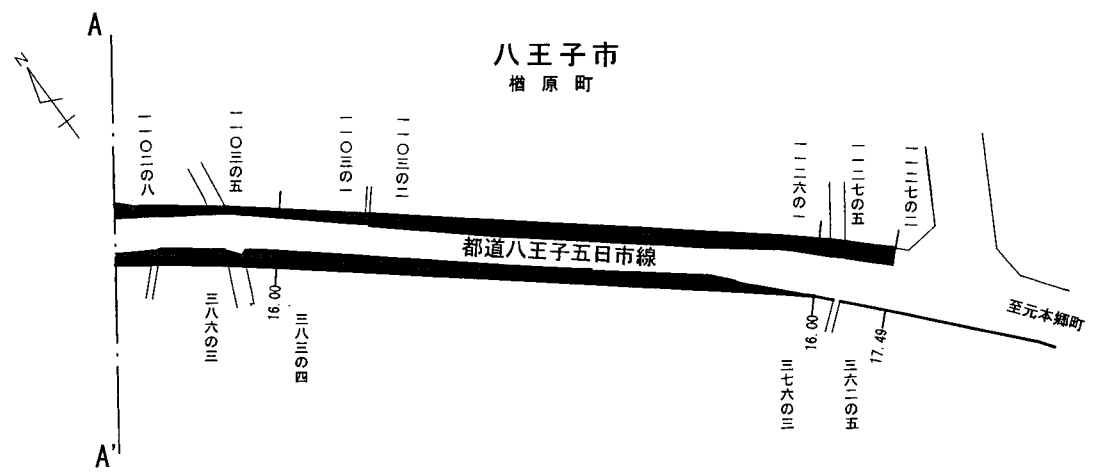 A
八王子市
楢原町
N
一一〇二の八
一一〇三の五
一一〇三の一
一一〇三の二
一一二六の一
一一二七の五
一一二七の二
都道八王子五日市線
至元本郷町
三八六の三
16.00
三八三の四
16.00
17.49
三七六の三
三六二の五
A'